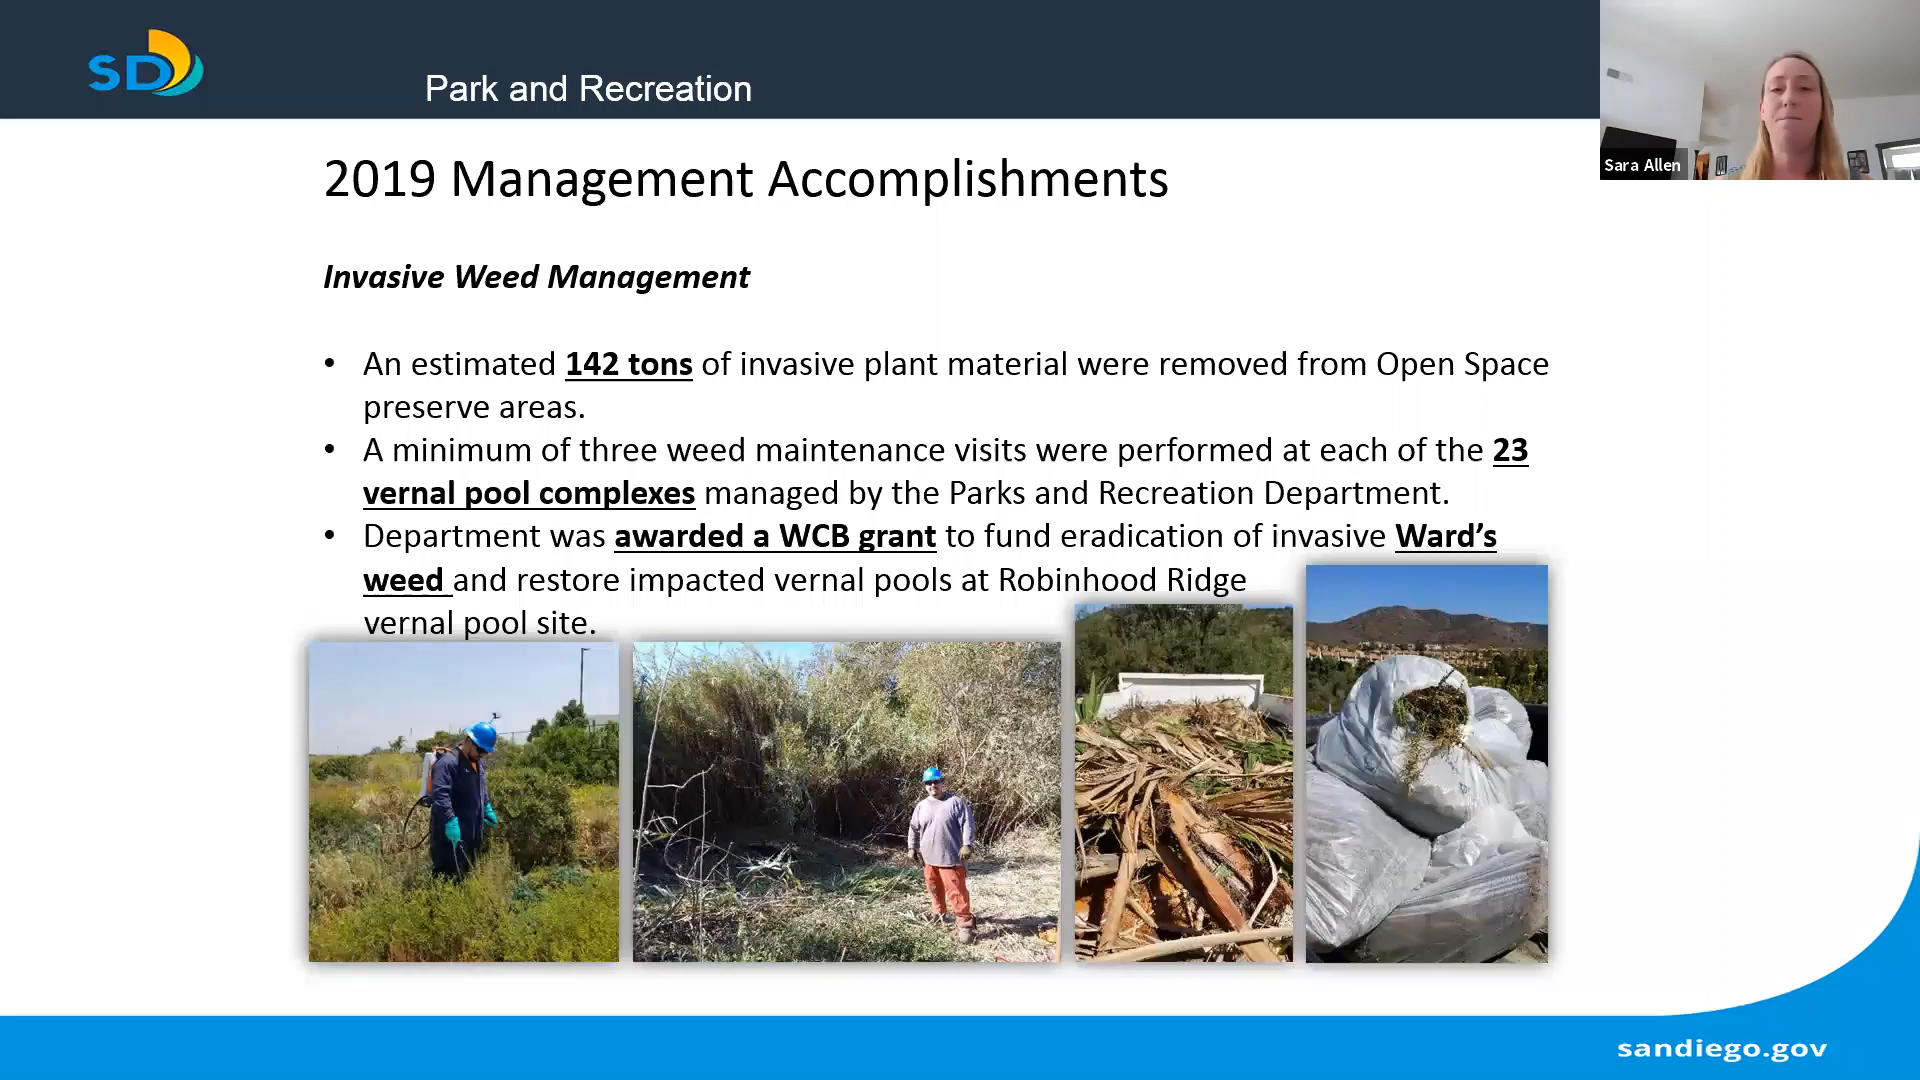 SD
Park and Recreation
Sara Allen
2019 Management Accomplishments
Invasive Weed Management
• An estimated 142 tons of invasive plant material were removed from Open Space
preserve areas.
• A minimum of three weed maintenance visits were performed at each of the 23
vernal pool complexes managed by the Parks and Recreation Department.
• Department was awarded a WCB grant to fund eradication of invasive Ward’s
weed and restore impacted vernal pools at Robinhood Ridge
vernal pool site.
sandiego.gov